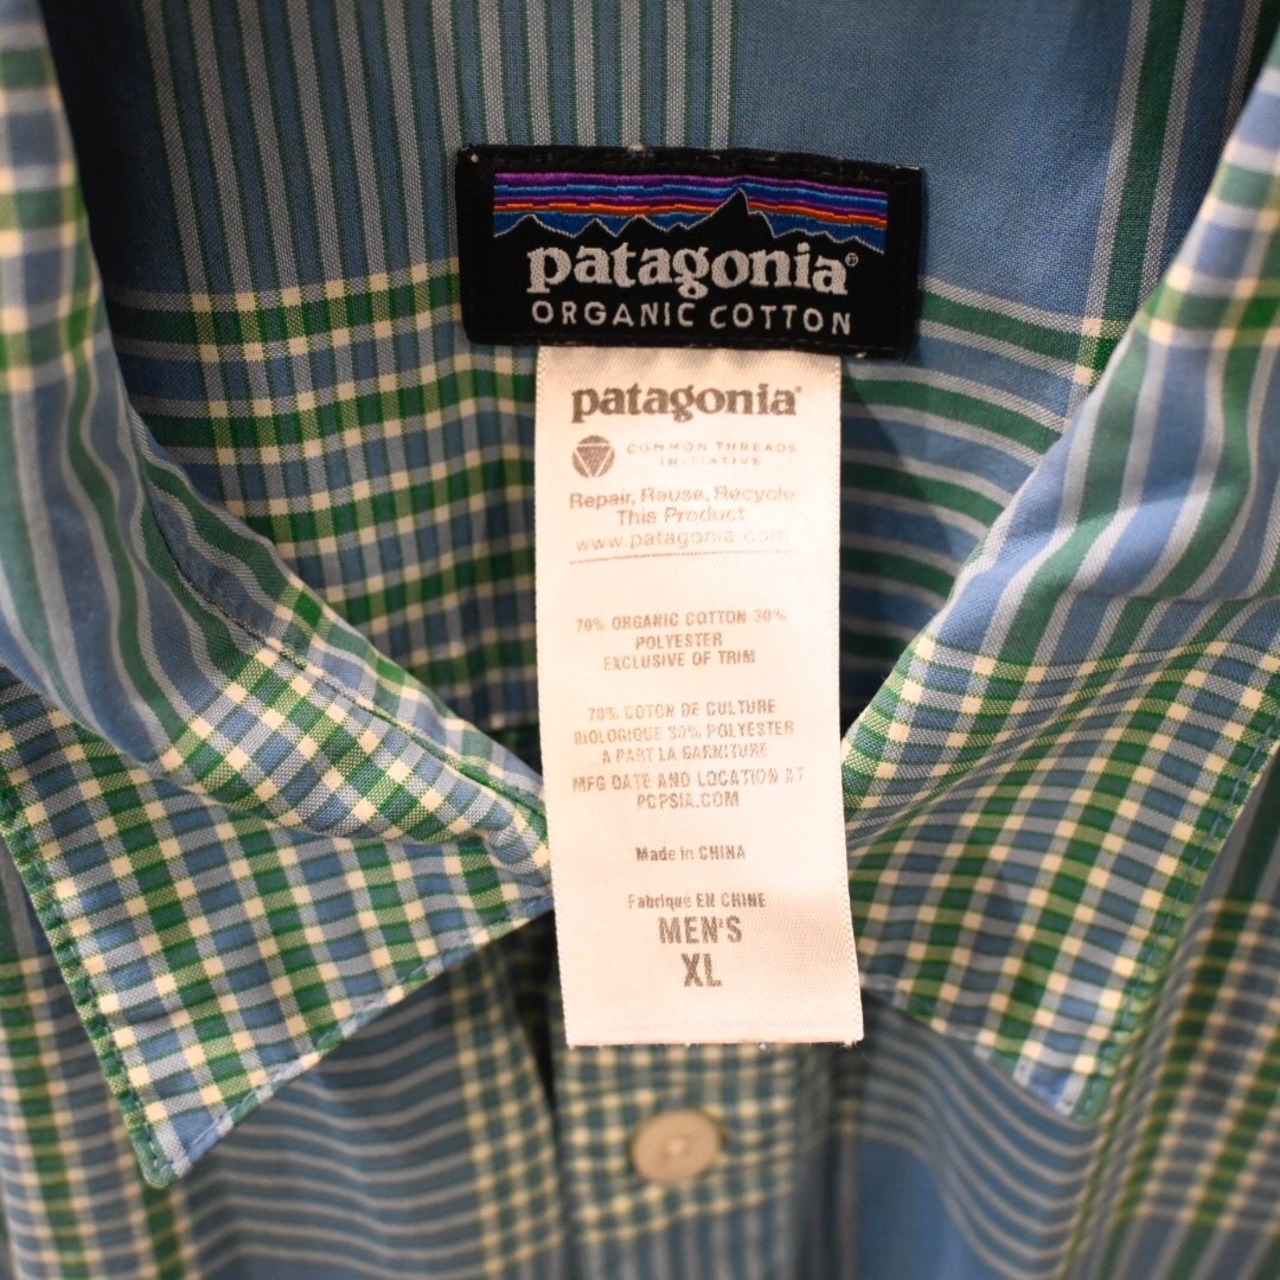 patagonia®
ORGANIC COTTON
patagonia®
COMMON THREADS
INITIATIVE
Repair, Reuse, Recycle
This Product
www.patagonia.com
70% ORGANIC COTTON 30%
POLYESTER
EXCLUSIVE OF TRIM
70% COTON DE CULTURE
BIOLOGIQUE 30% POLYESTER
A PART LA GARNITURE
MFG DATE AND LOCATION AT
PCPSIA.COM
Made in CHINA
Fabriqué EN CHINE
MEN'S
XL